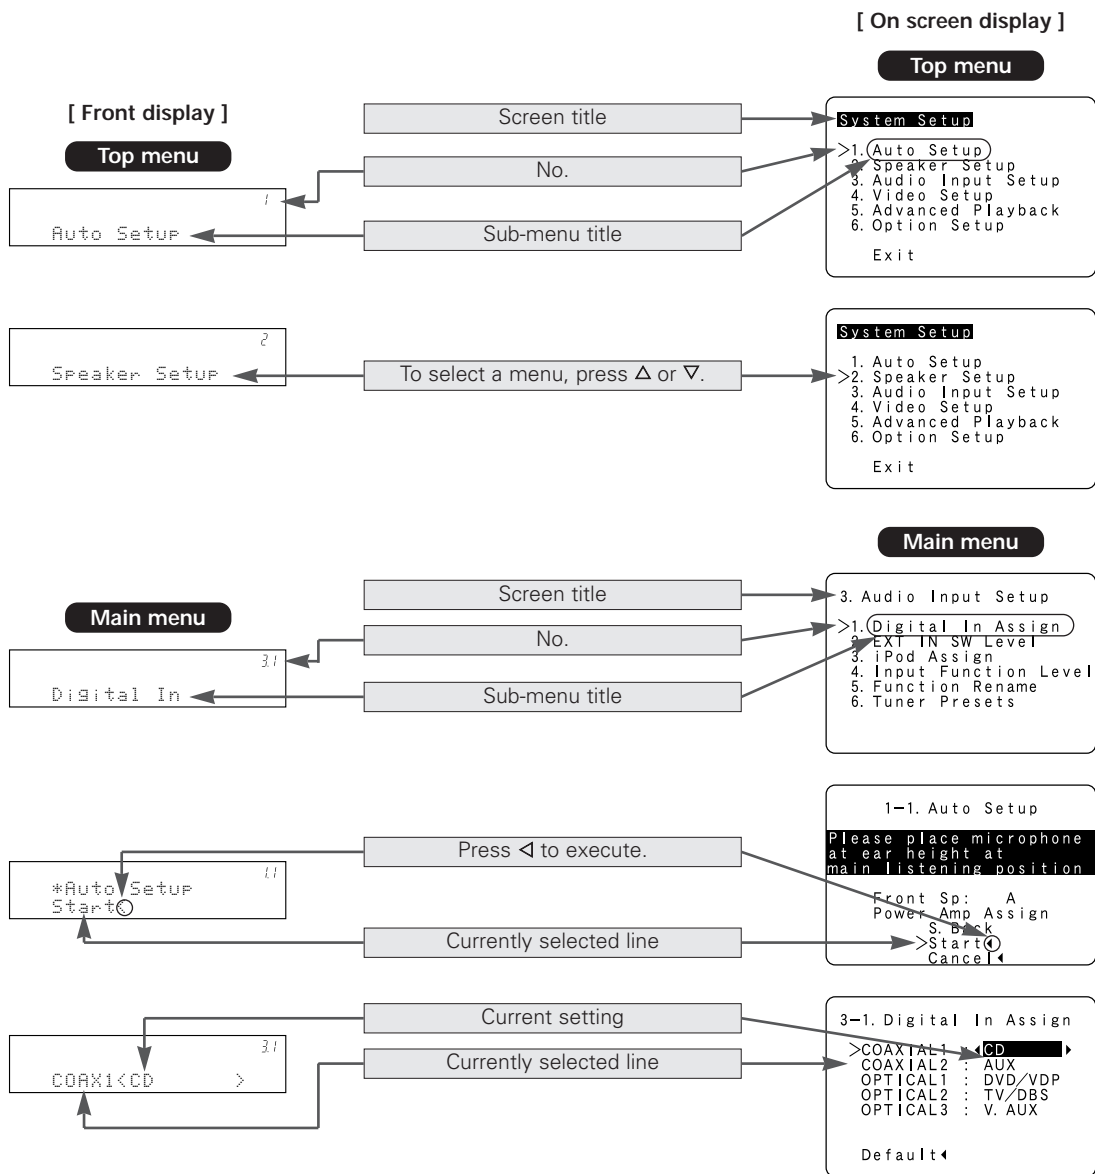 [ On screen display ]
Top menu
[ Front display ]
Top menu
Screen title
No.
Sub-menu title
1
Auto Setup
System Setup
>1. Auto Setup
2. Speaker Setup
3. Audio Input Setup
4. Video Setup
5. Advanced Playback
6. Option Setup
Exit
2
Speaker Setup
To select a menu, press △ or ▽.
System Setup
1. Auto Setup
>2. Speaker Setup
3. Audio Input Setup
4. Video Setup
5. Advanced Playback
6. Option Setup
Exit
Main menu
Main menu
Screen title
No.
Sub-menu title
3.1
Digital In
3. Audio Input Setup
>1. Digital In Assign
2. EXT IN SW Level
3. iPod Assign
4. Input Function Level
5. Function Rename
6. Tuner Presets
1.1
*Auto Setup
Start<
Press ◁ to execute.
Currently selected line
1-1. Auto Setup
Please place microphone
at ear height at
main listening position
Front Sp: A
Power Amp Assign
S. Back
>Start◀
Cancel◀
3.1
COAX1<CD >
Current setting
Currently selected line
3-1. Digital In Assign
>COAXIAL1 : ◀CD ▶
COAXIAL2 : AUX
OPTICAL1 : DVD/VDP
OPTICAL2 : TV/DBS
OPTICAL3 : V. AUX
Default◀